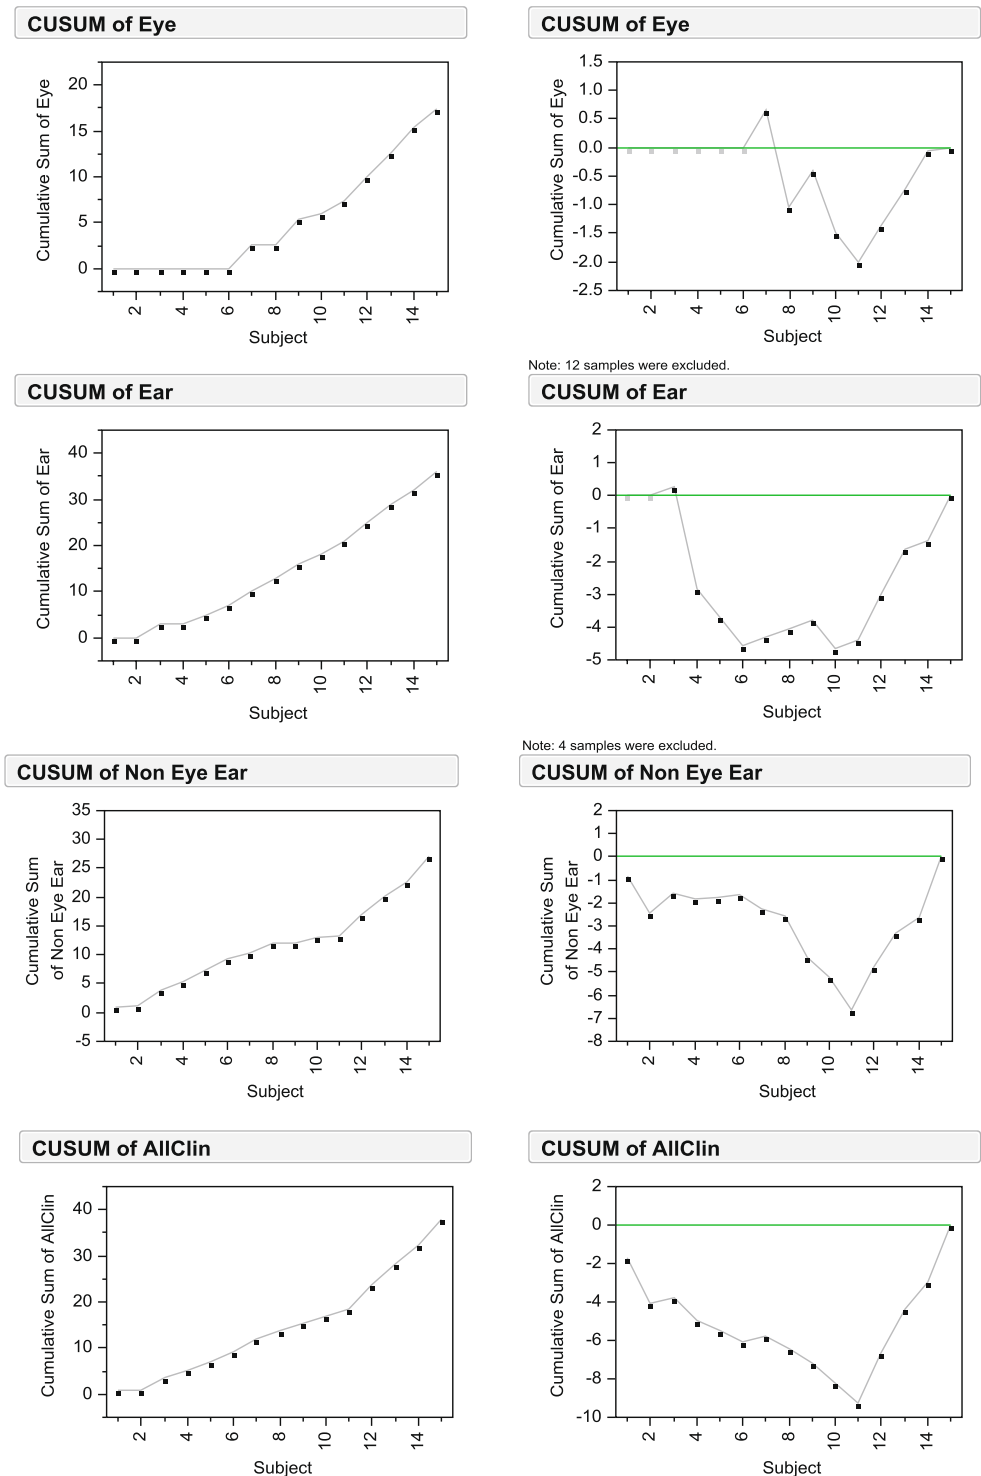 CUSUM of Eye
Cumulative Sum of Eye
20
15
10
5
0
2 4 6 8 10 12 14
Subject
CUSUM of Eye
Cumulative Sum of Eye
1.5
1.0
0.5
0.0
-0.5
-1.0
-1.5
-2.0
-2.5
2 4 6 8 10 12 14
Subject
Note: 12 samples were excluded.
CUSUM of Ear
Cumulative Sum of Ear
40
30
20
10
0
2 4 6 8 10 12 14
Subject
CUSUM of Ear
Cumulative Sum of Ear
2
1
0
-1
-2
-3
-4
-5
2 4 6 8 10 12 14
Subject
Note: 4 samples were excluded.
CUSUM of Non Eye Ear
Cumulative Sum
of Non Eye Ear
35
30
25
20
15
10
5
0
-5
2 4 6 8 10 12 14
Subject
CUSUM of Non Eye Ear
Cumulative Sum
of Non Eye Ear
2
1
0
-1
-2
-3
-4
-5
-6
-7
-8
2 4 6 8 10 12 14
Subject
CUSUM of AllClin
Cumulative Sum of AllClin
40
30
20
10
0
2 4 6 8 10 12 14
Subject
CUSUM of AllClin
Cumulative Sum of AllClin
2
0
-2
-4
-6
-8
-10
2 4 6 8 10 12 14
Subject